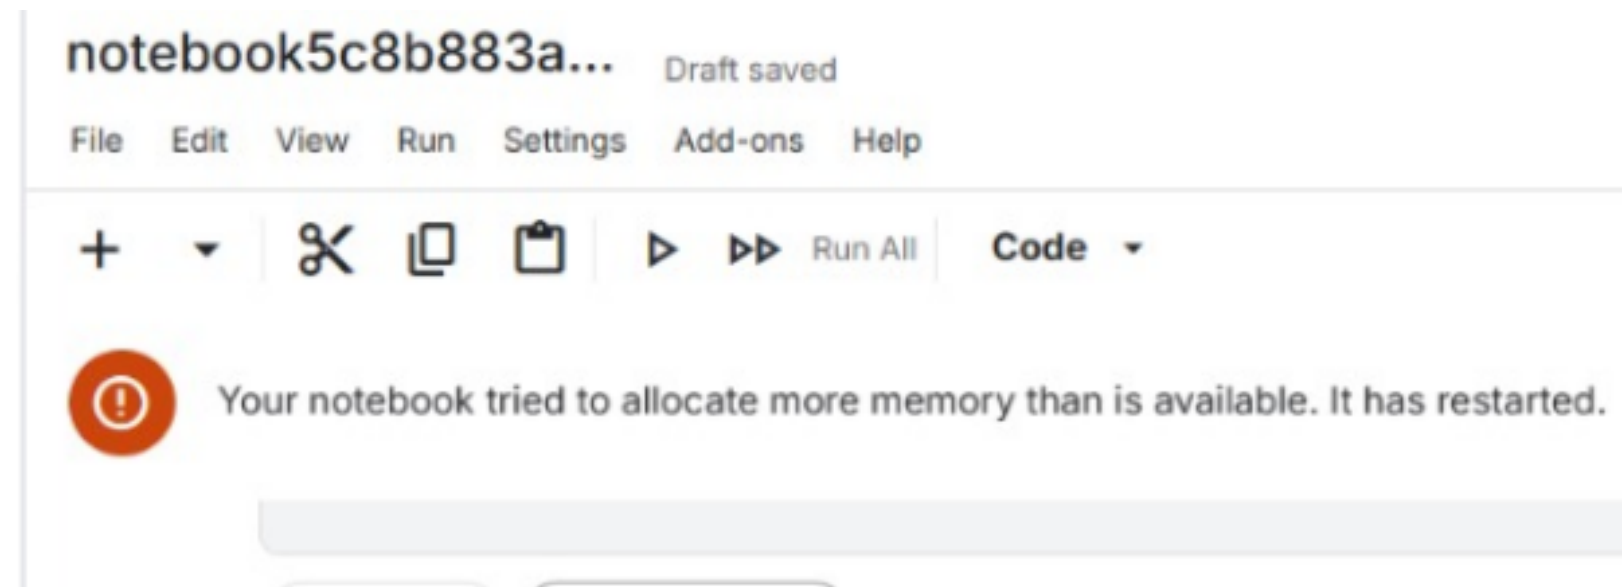 notebook5c8b883a... Draft saved
File Edit View Run Settings Add-ons Help
Run All Code
Your notebook tried to allocate more memory than is available. It has restarted.